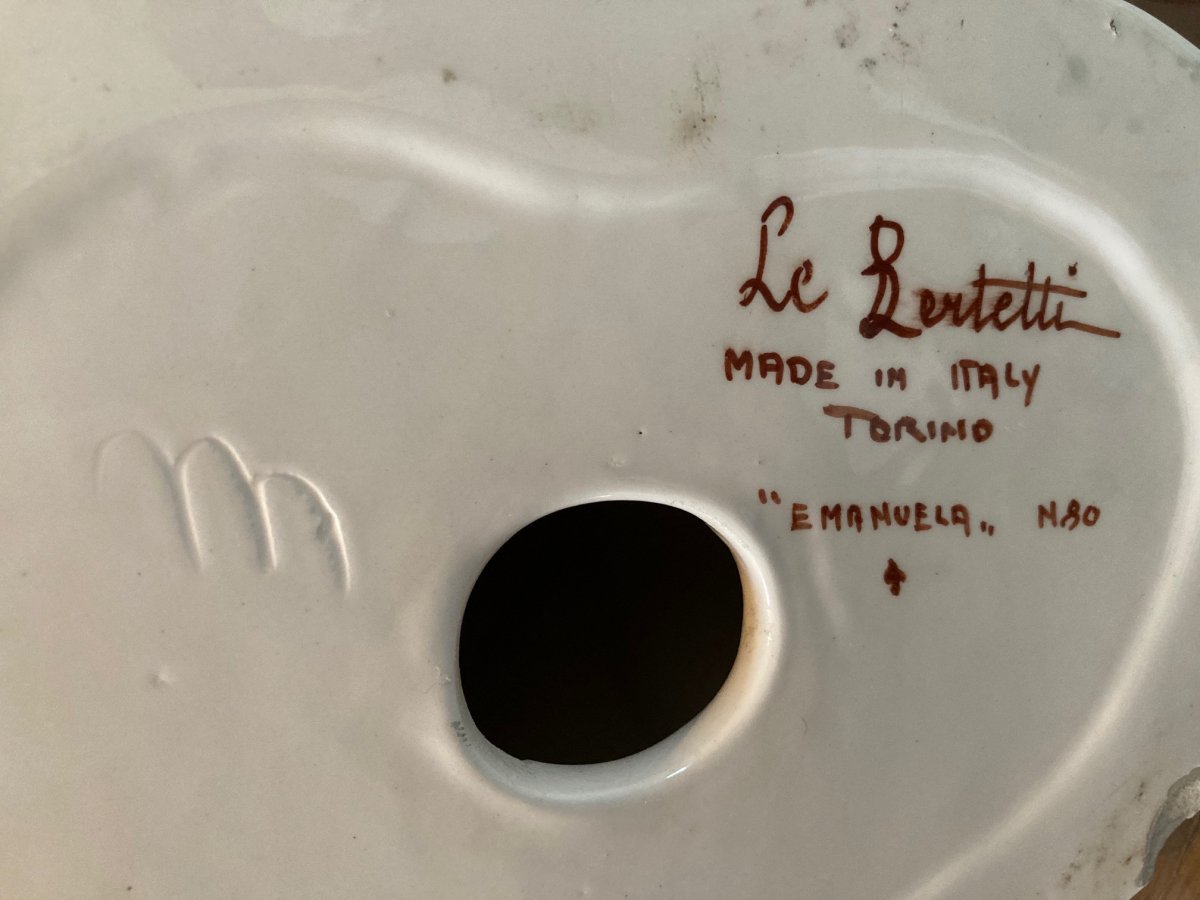 Le Bertetti
MADE IN ITALY
TORINO
"EMANUELA„ N80
m